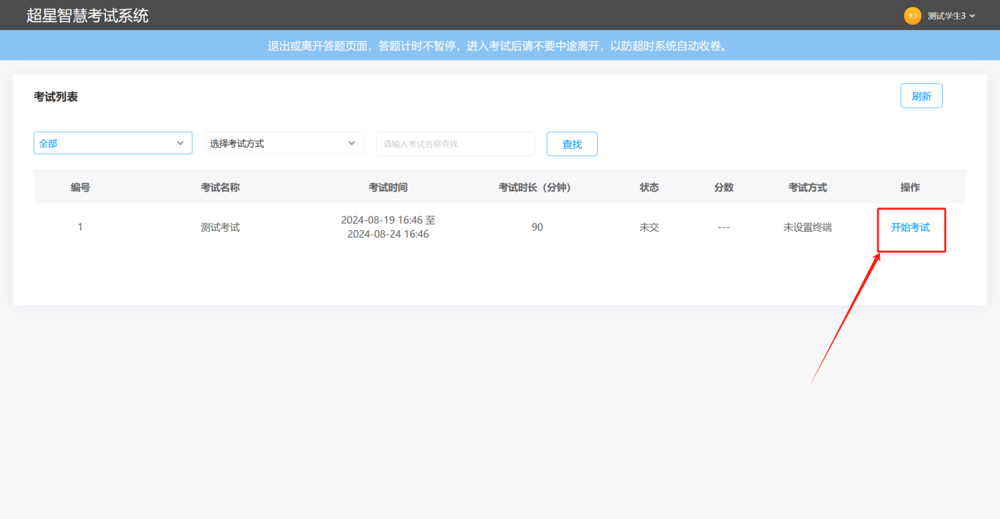 超星智慧考试系统
生3 测试学生3
退出或离开答题页面，答题计时不暂停，进入考试后请不要中途离开，以防超时系统自动收卷。
考试列表
刷新
全部 选择考试方式 请输入考试名称查找 查找
编号 考试名称 考试时间 考试时长（分钟） 状态 分数 考试方式 操作
1 测试考试 2024-08-19 16:46 至 90 未交 --- 未设置终端 开始考试
2024-08-24 16:46